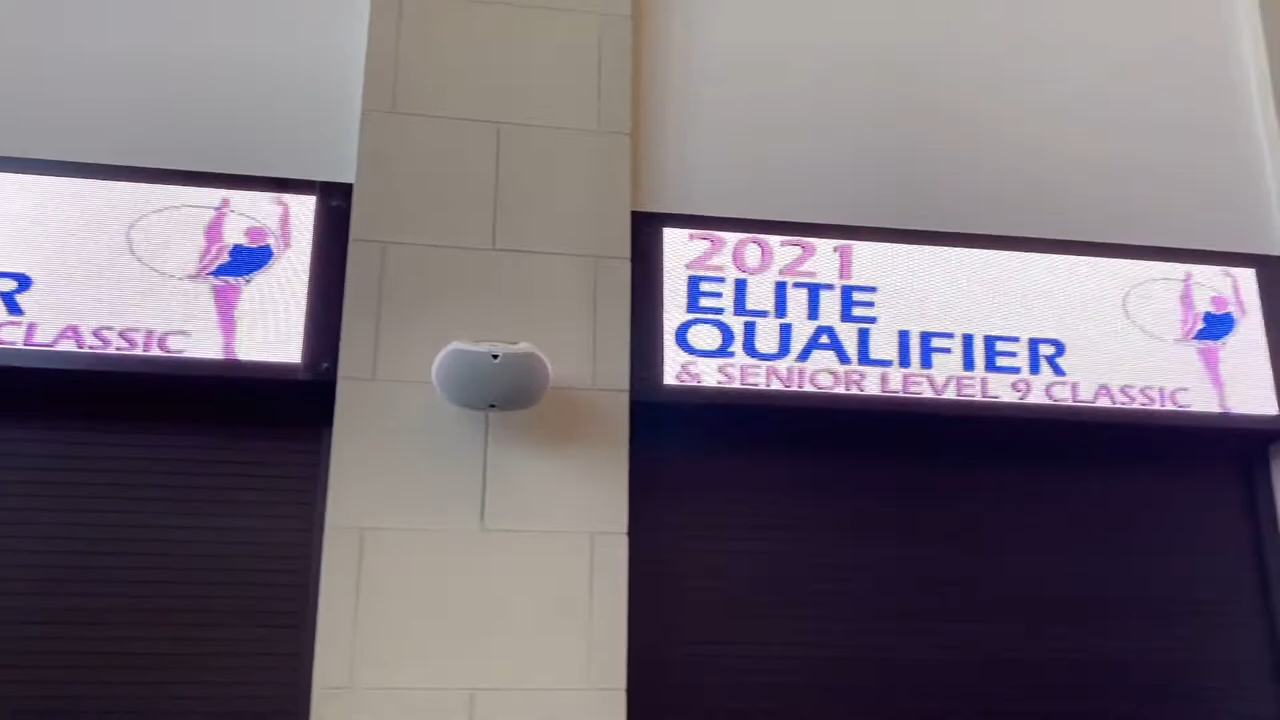 R
CLASSIC
2021
ELITE
QUALIFIER
& SENIOR LEVEL 9 CLASSIC